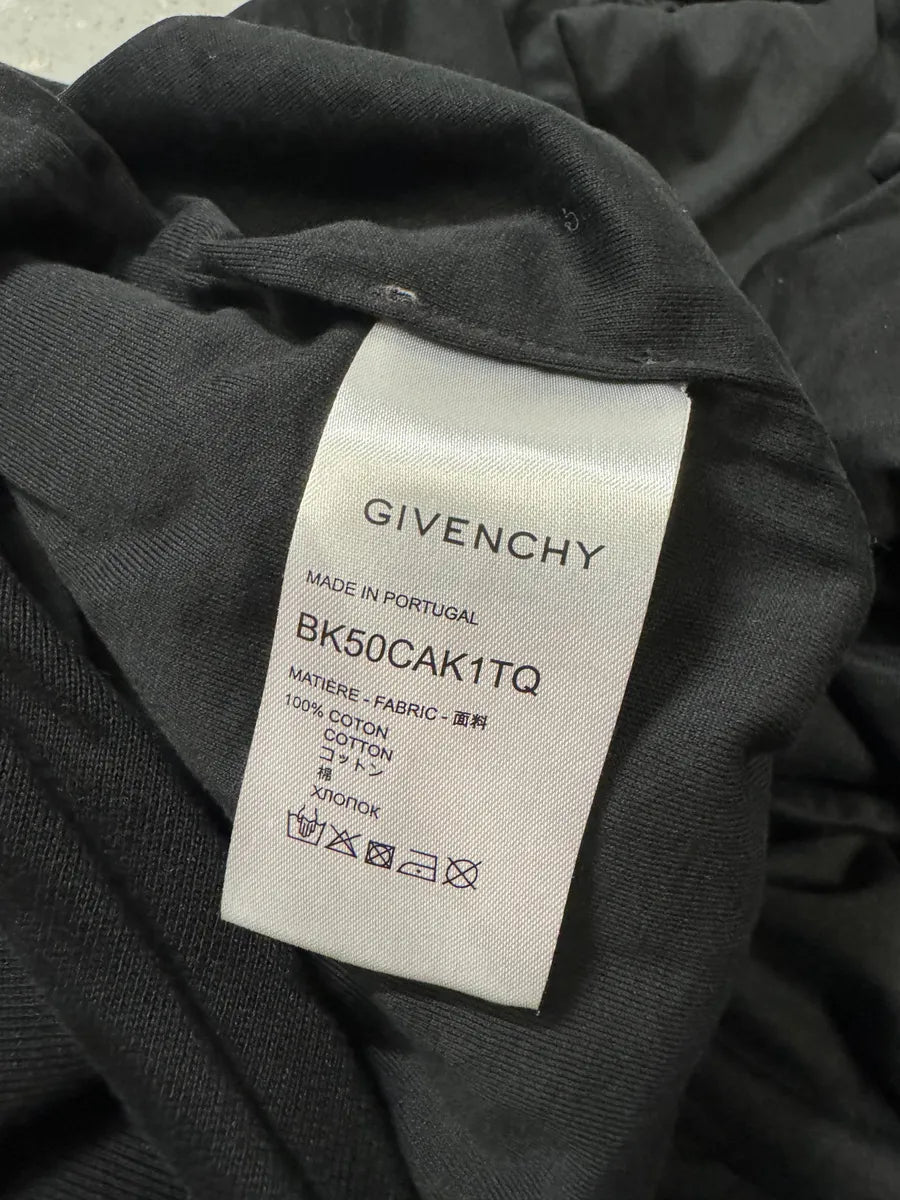 GIVENCHY
MADE IN PORTUGAL
BK50CAK1TQ
MATIÈRE - FABRIC - 面料
100% COTON
COTTON
コットン
棉
ХЛОПОК